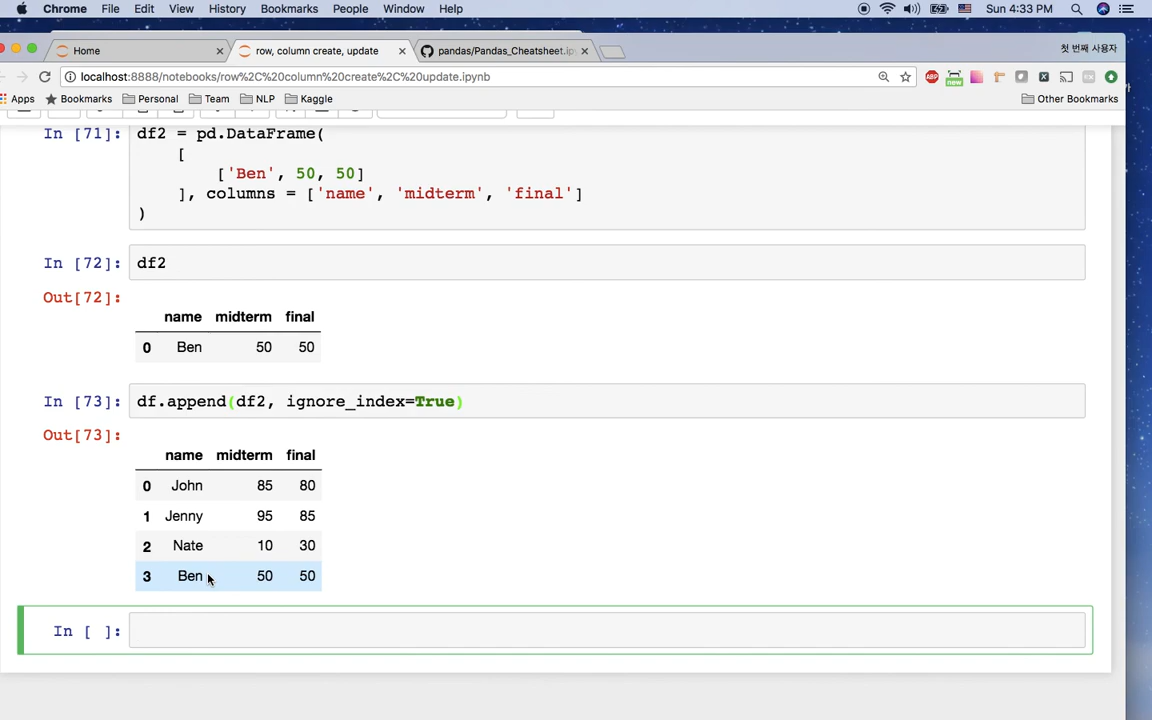 Chrome File Edit View History Bookmarks People Window Help Sun 4:33 PM
Home row, column create, update pandas/Pandas_Cheatsheet.ipy 첫 번째 사용자
localhost:8888/notebooks/row%2C%20column%20create%2C%20update.ipynb ABP new
Apps Bookmarks Personal Team NLP Kaggle Other Bookmarks
In [71]: df2 = pd.DataFrame(
[
['Ben', 50, 50]
], columns = ['name', 'midterm', 'final']
)
In [72]: df2
Out[72]:
name midterm final
0 Ben 50 50
In [73]: df.append(df2, ignore_index=True)
Out[73]:
name midterm final
0 John 85 80
1 Jenny 95 85
2 Nate 10 30
3 Ben 50 50
In [ ]: